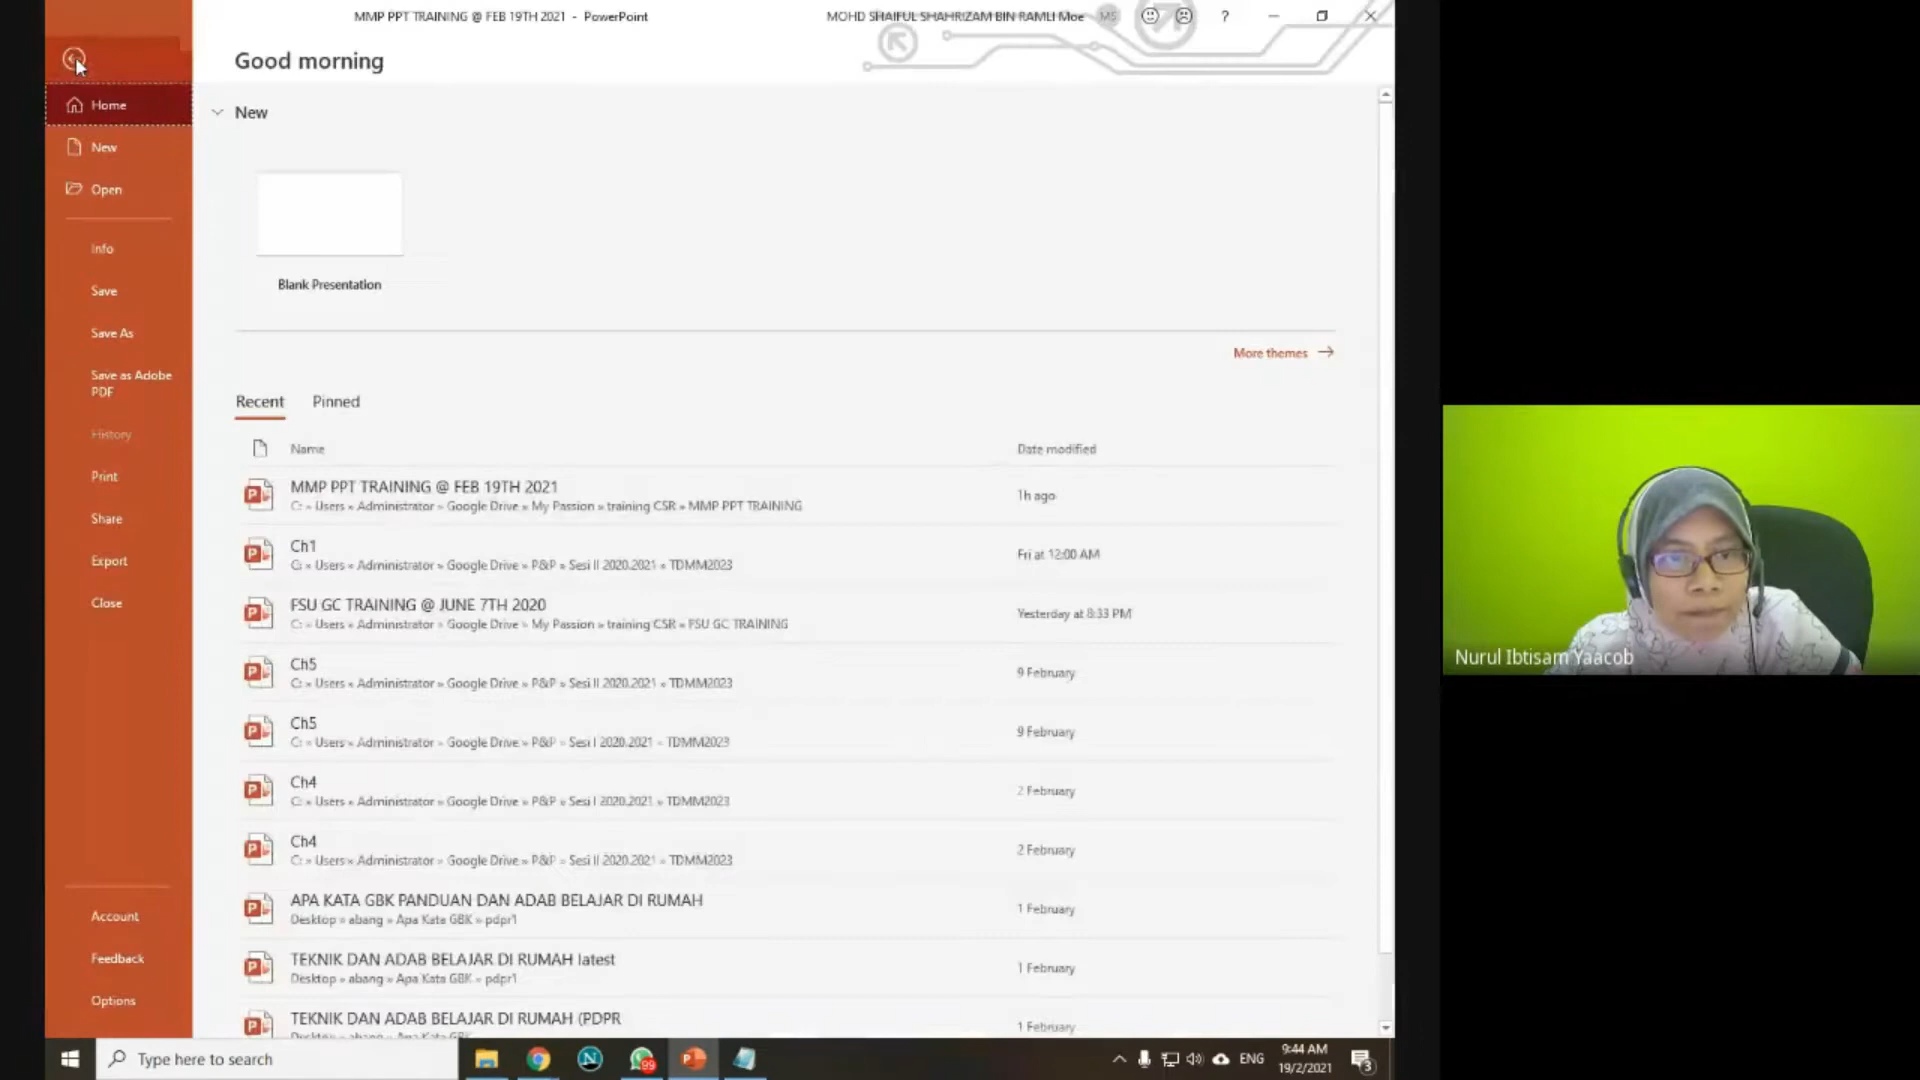 MMP PPT TRAINING @ FEB 19TH 2021 - PowerPoint
MOHD SHAIFUL SHAHRIZAM BIN RAMLI Moe
MS
?
Good morning
Home
New
Open
Info
Save
Save As
Save as Adobe
PDF
History
Print
Share
Export
Close
Account
Feedback
Options
New
Blank Presentation
More themes
Recent
Pinned
Name
Date modified
MMP PPT TRAINING @ FEB 19TH 2021
C: » Users » Administrator » Google Drive » My Passion » training CSR » MMP PPT TRAINING
1h ago
Ch1
C: » Users » Administrator » Google Drive » P&P » Sesi II 2020.2021 » TDMM2023
Fri at 12:00 AM
FSU GC TRAINING @ JUNE 7TH 2020
C: » Users » Administrator » Google Drive » My Passion » training CSR » FSU GC TRAINING
Yesterday at 8:33 PM
Ch5
C: » Users » Administrator » Google Drive » P&P » Sesi II 2020.2021 » TDMM2023
9 February
Ch5
C: » Users » Administrator » Google Drive » P&P » Sesi I 2020.2021 » TDMM2023
9 February
Ch4
C: » Users » Administrator » Google Drive » P&P » Sesi I 2020.2021 » TDMM2023
2 February
Ch4
C: » Users » Administrator » Google Drive » P&P » Sesi II 2020.2021 » TDMM2023
2 February
APA KATA GBK PANDUAN DAN ADAB BELAJAR DI RUMAH
Desktop » abang » Apa Kata GBK » pdpr1
1 February
TEKNIK DAN ADAB BELAJAR DI RUMAH latest
Desktop » abang » Apa Kata GBK » pdpr1
1 February
TEKNIK DAN ADAB BELAJAR DI RUMAH (PDPR
Desktop » abang » Apa Kata GBK
1 February
Nurul Ibtisam Yaacob
Type here to search
99
ENG
9:44 AM
19/2/2021
3